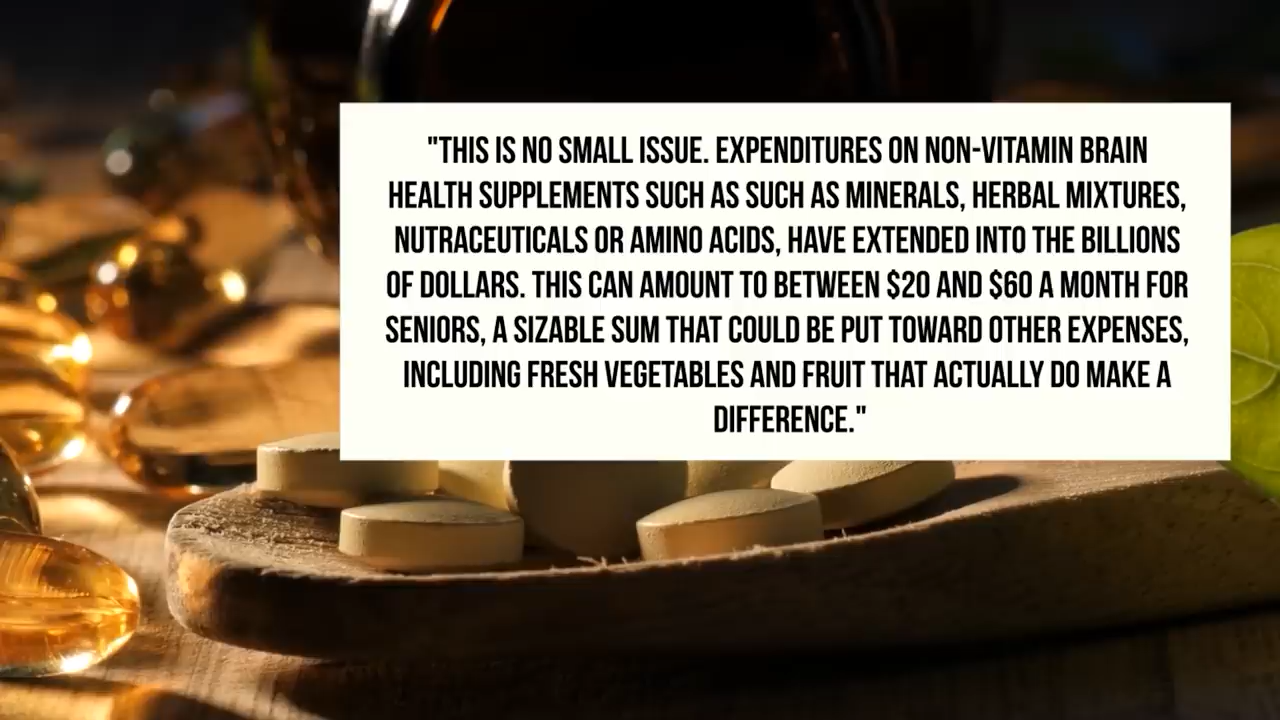 "THIS IS NO SMALL ISSUE. EXPENDITURES ON NON-VITAMIN BRAIN
HEALTH SUPPLEMENTS SUCH AS SUCH AS MINERALS, HERBAL MIXTURES,
NUTRACEUTICALS OR AMINO ACIDS, HAVE EXTENDED INTO THE BILLIONS
OF DOLLARS. THIS CAN AMOUNT TO BETWEEN $20 AND $60 A MONTH FOR
SENIORS, A SIZABLE SUM THAT COULD BE PUT TOWARD OTHER EXPENSES,
INCLUDING FRESH VEGETABLES AND FRUIT THAT ACTUALLY DO MAKE A
DIFFERENCE."